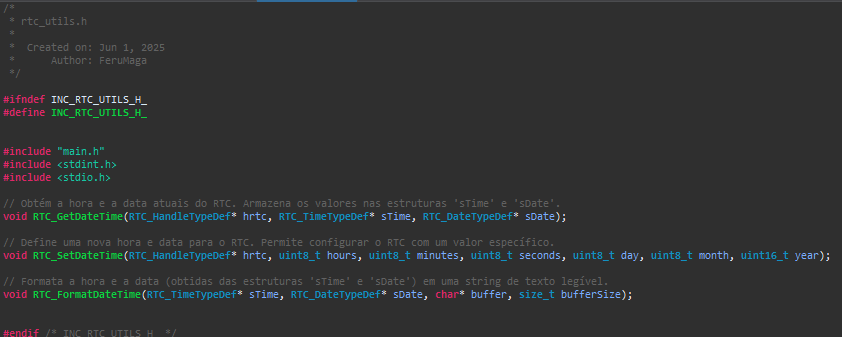 /*
 * rtc_utils.h
 *
 *  Created on: Jun 1, 2025
 *      Author: FeruMaga
 */
#ifndef INC_RTC_UTILS_H_
#define INC_RTC_UTILS_H_
#include "main.h"
#include <stdint.h>
#include <stdio.h>
// Obtém a hora e a data atuais do RTC. Armazena os valores nas estruturas 'sTime' e 'sDate'.
void RTC_GetDateTime(RTC_HandleTypeDef* hrtc, RTC_TimeTypeDef* sTime, RTC_DateTypeDef* sDate);
// Define uma nova hora e data para o RTC. Permite configurar o RTC com um valor específico.
void RTC_SetDateTime(RTC_HandleTypeDef* hrtc, uint8_t hours, uint8_t minutes, uint8_t seconds, uint8_t day, uint8_t month, uint16_t year);
// Formata a hora e a data (obtidas das estruturas 'sTime' e 'sDate') em uma string de texto legível.
void RTC_FormatDateTime(RTC_TimeTypeDef* sTime, RTC_DateTypeDef* sDate, char* buffer, size_t bufferSize);
#endif /* INC_RTC_UTILS_H_ */